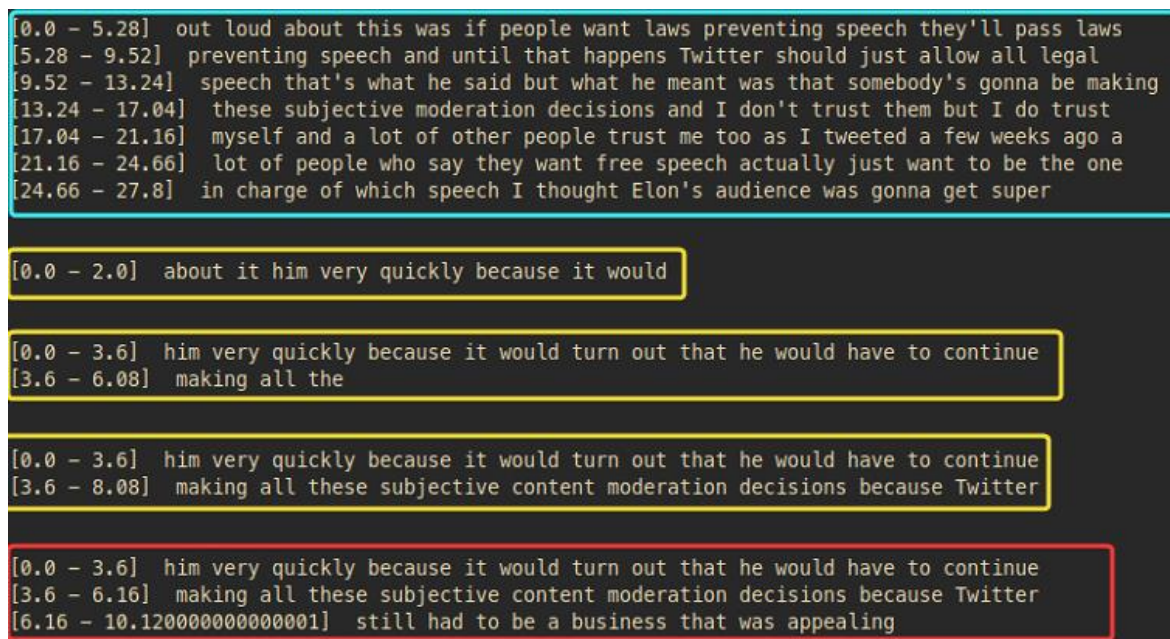 [0.0 – 5.28]  out loud about this was if people want laws preventing speech they'll pass laws
[5.28 – 9.52]  preventing speech and until that happens Twitter should just allow all legal
[9.52 – 13.24]  speech that's what he said but what he meant was that somebody's gonna be making
[13.24 – 17.04]  these subjective moderation decisions and I don't trust them but I do trust
[17.04 – 21.16]  myself and a lot of other people trust me too as I tweeted a few weeks ago a
[21.16 – 24.66]  lot of people who say they want free speech actually just want to be the one
[24.66 – 27.8]  in charge of which speech I thought Elon's audience was gonna get super
[0.0 – 2.0]  about it him very quickly because it would
[0.0 – 3.6]  him very quickly because it would turn out that he would have to continue
[3.6 – 6.08]  making all the
[0.0 – 3.6]  him very quickly because it would turn out that he would have to continue
[3.6 – 8.08]  making all these subjective content moderation decisions because Twitter
[0.0 – 3.6]  him very quickly because it would turn out that he would have to continue
[3.6 – 6.16]  making all these subjective content moderation decisions because Twitter
[6.16 – 10.120000000000001]  still had to be a business that was appealing